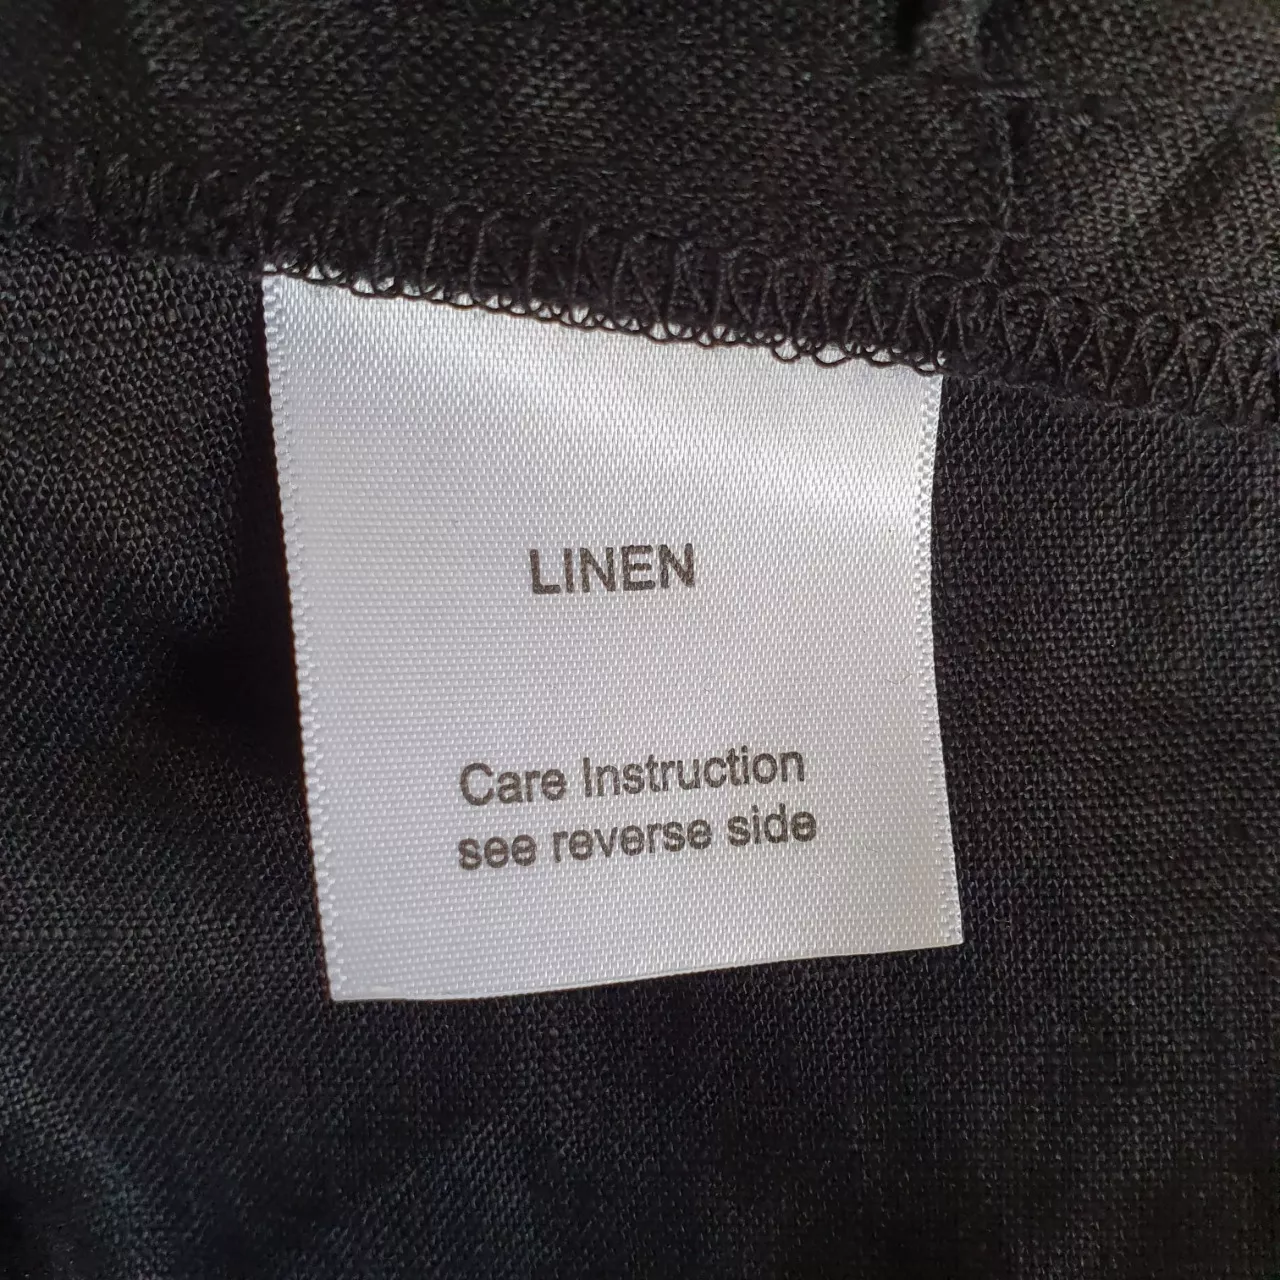 LINEN
Care Instruction
see reverse side